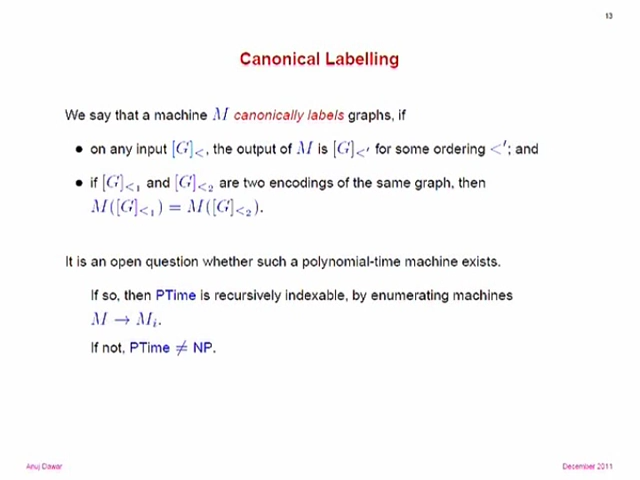 13
Canonical Labelling
We say that a machine M canonically labels graphs, if
• on any input [G]<, the output of M is [G]<′ for some ordering <′; and
• if [G]<₁ and [G]<₂ are two encodings of the same graph, then
M([G]<₁) = M([G]<₂).
It is an open question whether such a polynomial-time machine exists.
If so, then PTime is recursively indexable, by enumerating machines
M → Mᵢ.
If not, PTime ≠ NP.
Anuj Dawar
December 2011